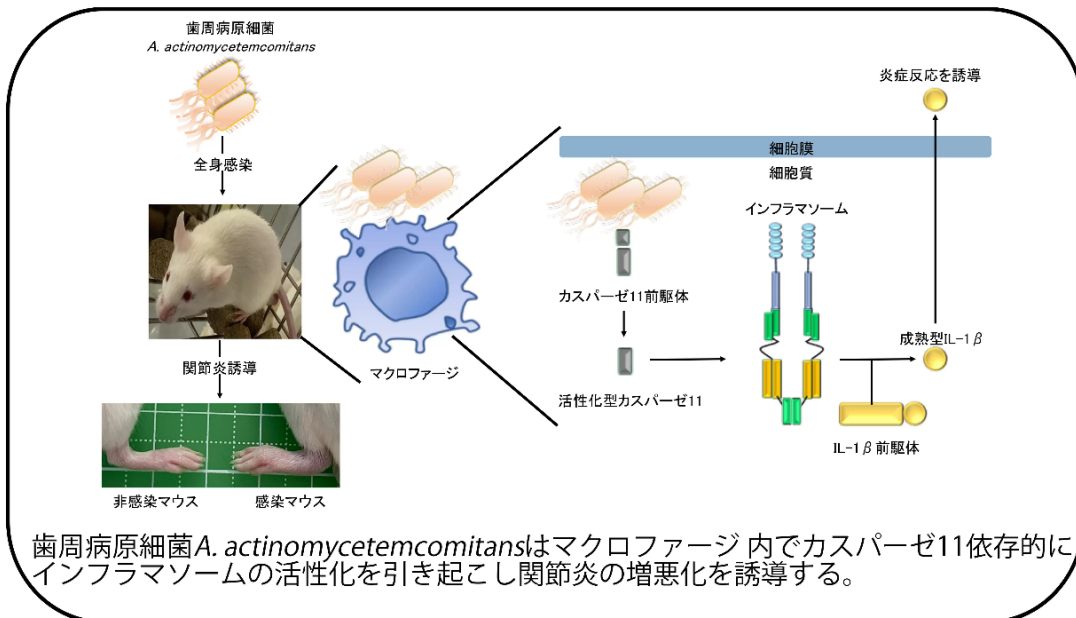 歯周病原細菌
A. actinomycetemcomitans
全身感染
関節炎誘導
非感染マウス
感染マウス
マクロファージ
炎症反応を誘導
細胞膜
細胞質
インフラマソーム
カスパーゼ11前駆体
活性化型カスパーゼ11
成熟型IL-1β
IL-1β前駆体
歯周病原細菌A. actinomycetemcomitansはマクロファージ 内でカスパーゼ11依存的に
インフラマソームの活性化を引き起こし関節炎の増悪化を誘導する。